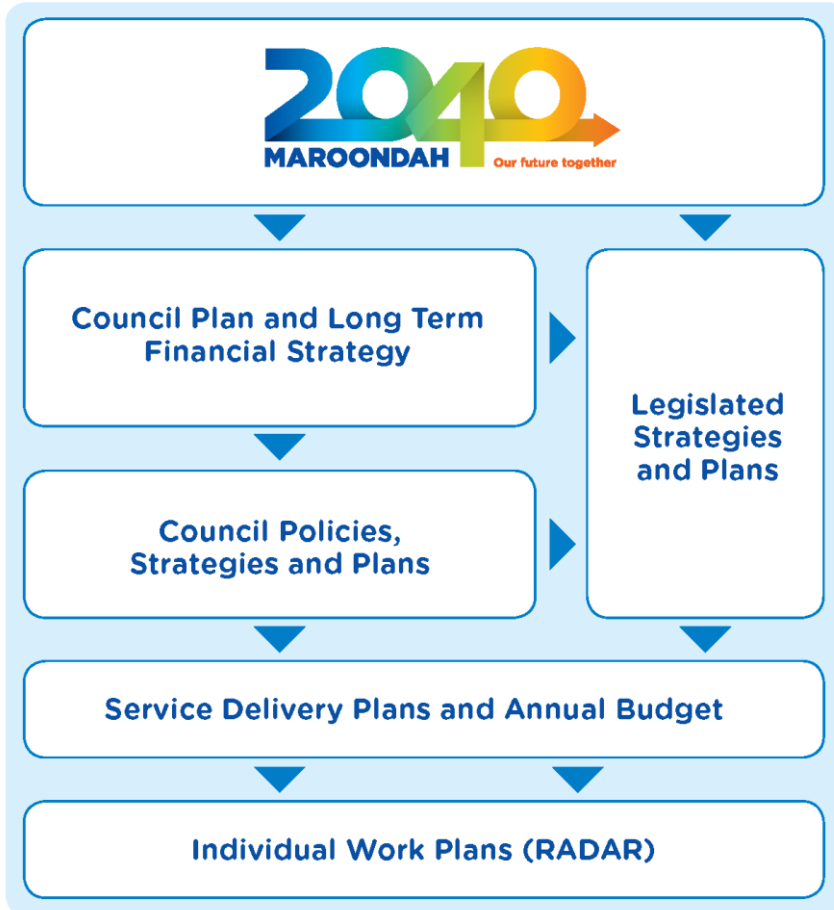 2040
MAROONDAH
Our future together
Council Plan and Long Term
Financial Strategy
Legislated
Strategies
and Plans
Council Policies,
Strategies and Plans
Service Delivery Plans and Annual Budget
Individual Work Plans (RADAR)